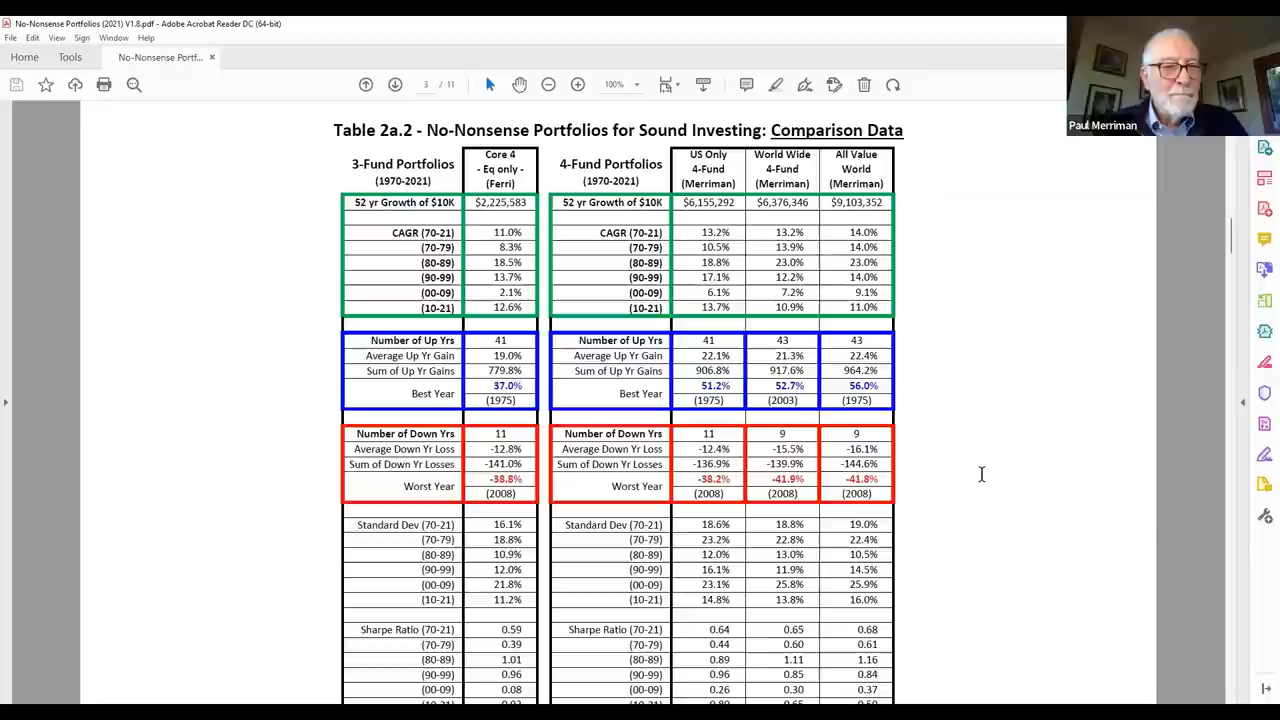 No-Nonsense Portfolios (2021) V1.8.pdf - Adobe Acrobat Reader DC (64-bit)
File Edit View Sign Window Help
Home Tools No-Nonsense Portf... ×
3 / 11 100%
Paul Merriman
Table 2a.2 - No-Nonsense Portfolios for Sound Investing: Comparison Data
3-Fund Portfolios (1970-2021) Core 4 - Eq only - (Ferri) 4-Fund Portfolios (1970-2021) US Only 4-Fund (Merriman) World Wide 4-Fund (Merriman) All Value World (Merriman)
52 yr Growth of $10K $2,225,583 52 yr Growth of $10K $6,155,292 $6,376,346 $9,103,352
CAGR (70-21) 11.0% CAGR (70-21) 13.2% 13.2% 14.0%
(70-79) 8.3% (70-79) 10.5% 13.9% 14.0%
(80-89) 18.5% (80-89) 18.8% 23.0% 23.0%
(90-99) 13.7% (90-99) 17.1% 12.2% 14.0%
(00-09) 2.1% (00-09) 6.1% 7.2% 9.1%
(10-21) 12.6% (10-21) 13.7% 10.9% 11.0%
Number of Up Yrs 41 Number of Up Yrs 41 43 43
Average Up Yr Gain 19.0% Average Up Yr Gain 22.1% 21.3% 22.4%
Sum of Up Yr Gains 779.8% Sum of Up Yr Gains 906.8% 917.6% 964.2%
Best Year 37.0% Best Year 51.2% 52.7% 56.0%
(1975) (1975) (2003) (1975)
Number of Down Yrs 11 Number of Down Yrs 11 9 9
Average Down Yr Loss -12.8% Average Down Yr Loss -12.4% -15.5% -16.1%
Sum of Down Yr Losses -141.0% Sum of Down Yr Losses -136.9% -139.9% -144.6%
Worst Year -38.8% Worst Year -38.2% -41.9% -41.8%
(2008) (2008) (2008) (2008)
Standard Dev (70-21) 16.1% Standard Dev (70-21) 18.6% 18.8% 19.0%
(70-79) 18.8% (70-79) 23.2% 22.8% 22.4%
(80-89) 10.9% (80-89) 12.0% 13.0% 10.5%
(90-99) 12.0% (90-99) 16.1% 11.9% 14.5%
(00-09) 21.8% (00-09) 23.1% 25.8% 25.9%
(10-21) 11.2% (10-21) 14.8% 13.8% 16.0%
Sharpe Ratio (70-21) 0.59 Sharpe Ratio (70-21) 0.64 0.65 0.68
(70-79) 0.39 (70-79) 0.44 0.60 0.61
(80-89) 1.01 (80-89) 0.89 1.11 1.16
(90-99) 0.96 (90-99) 0.96 0.85 0.84
(00-09) 0.08 (00-09) 0.26 0.30 0.37